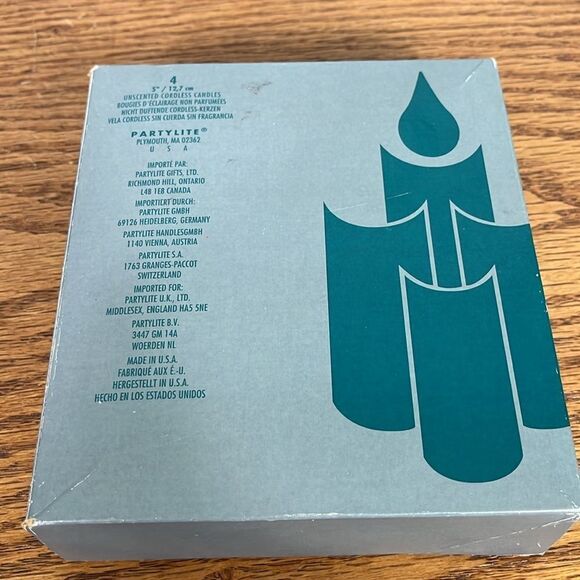 4
5" / 12,7 cm
UNSCENTED CORDLESS CANDLES
BOUGIES D'ÉCLAIRAGE NON PARFUMÉES
NICHT DUFTENDE CORDLESS-KERZEN
VELA CORDLESS SIN CUERDA SIN FRAGRANCIA
PARTYLITE®
PLYMOUTH, MA 02362
U S A
IMPORTÉ PAR:
PARTYLITE GIFTS, LTD.
RICHMOND HILL, ONTARIO
L4B 1EB CANADA
IMPORTIERT DURCH:
PARTYLITE GMBH
69126 HEIDELBERG, GERMANY
PARTYLITE HANDLESGMBH
1140 VIENNA, AUSTRIA
PARTYLITE S.A.
1763 GRANGES-PACCOT
SWITZERLAND
IMPORTED FOR:
PARTYLITE U.K., LTD.
MIDDLESEX, ENGLAND HA5 5NE
PARTYLITE B.V.
3447 GM 14A
WOERDEN NL
MADE IN U.S.A.
FABRIQUÉ AUX É.-U.
HERGESTELLT IN U.S.A.
HECHO EN LOS ESTADOS UNIDOS